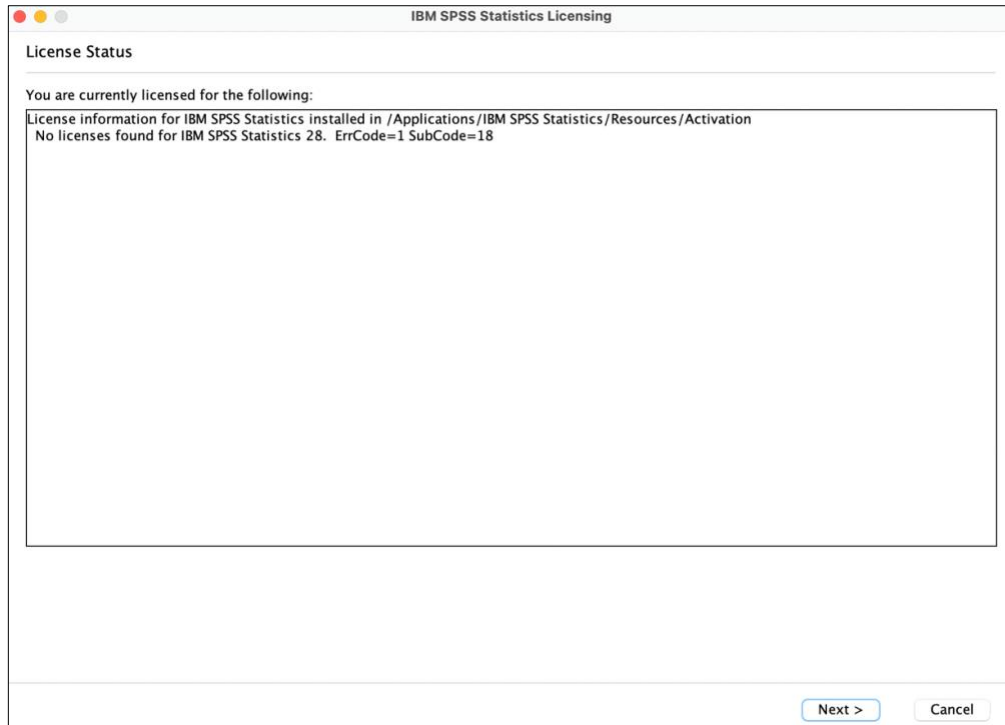 IBM SPSS Statistics Licensing
License Status
You are currently licensed for the following:
License information for IBM SPSS Statistics installed in /Applications/IBM SPSS Statistics/Resources/Activation
No licenses found for IBM SPSS Statistics 28. ErrCode=1 SubCode=18
Next >
Cancel